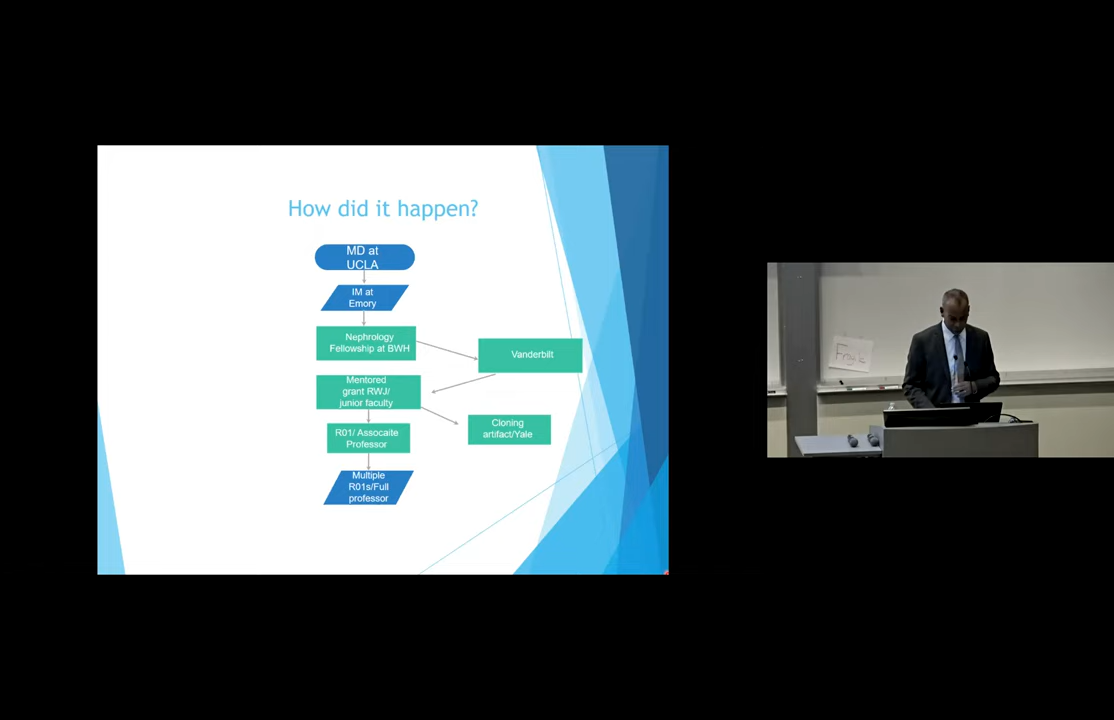 How did it happen?
MD at
UCLA
IM at
Emory
Nephrology
Fellowship at BWH
Vanderbilt
Mentored
grant RWJ/
junior faculty
Cloning
artifact/Yale
R01/ Assocaite
Professor
Multiple
R01s/Full
professor